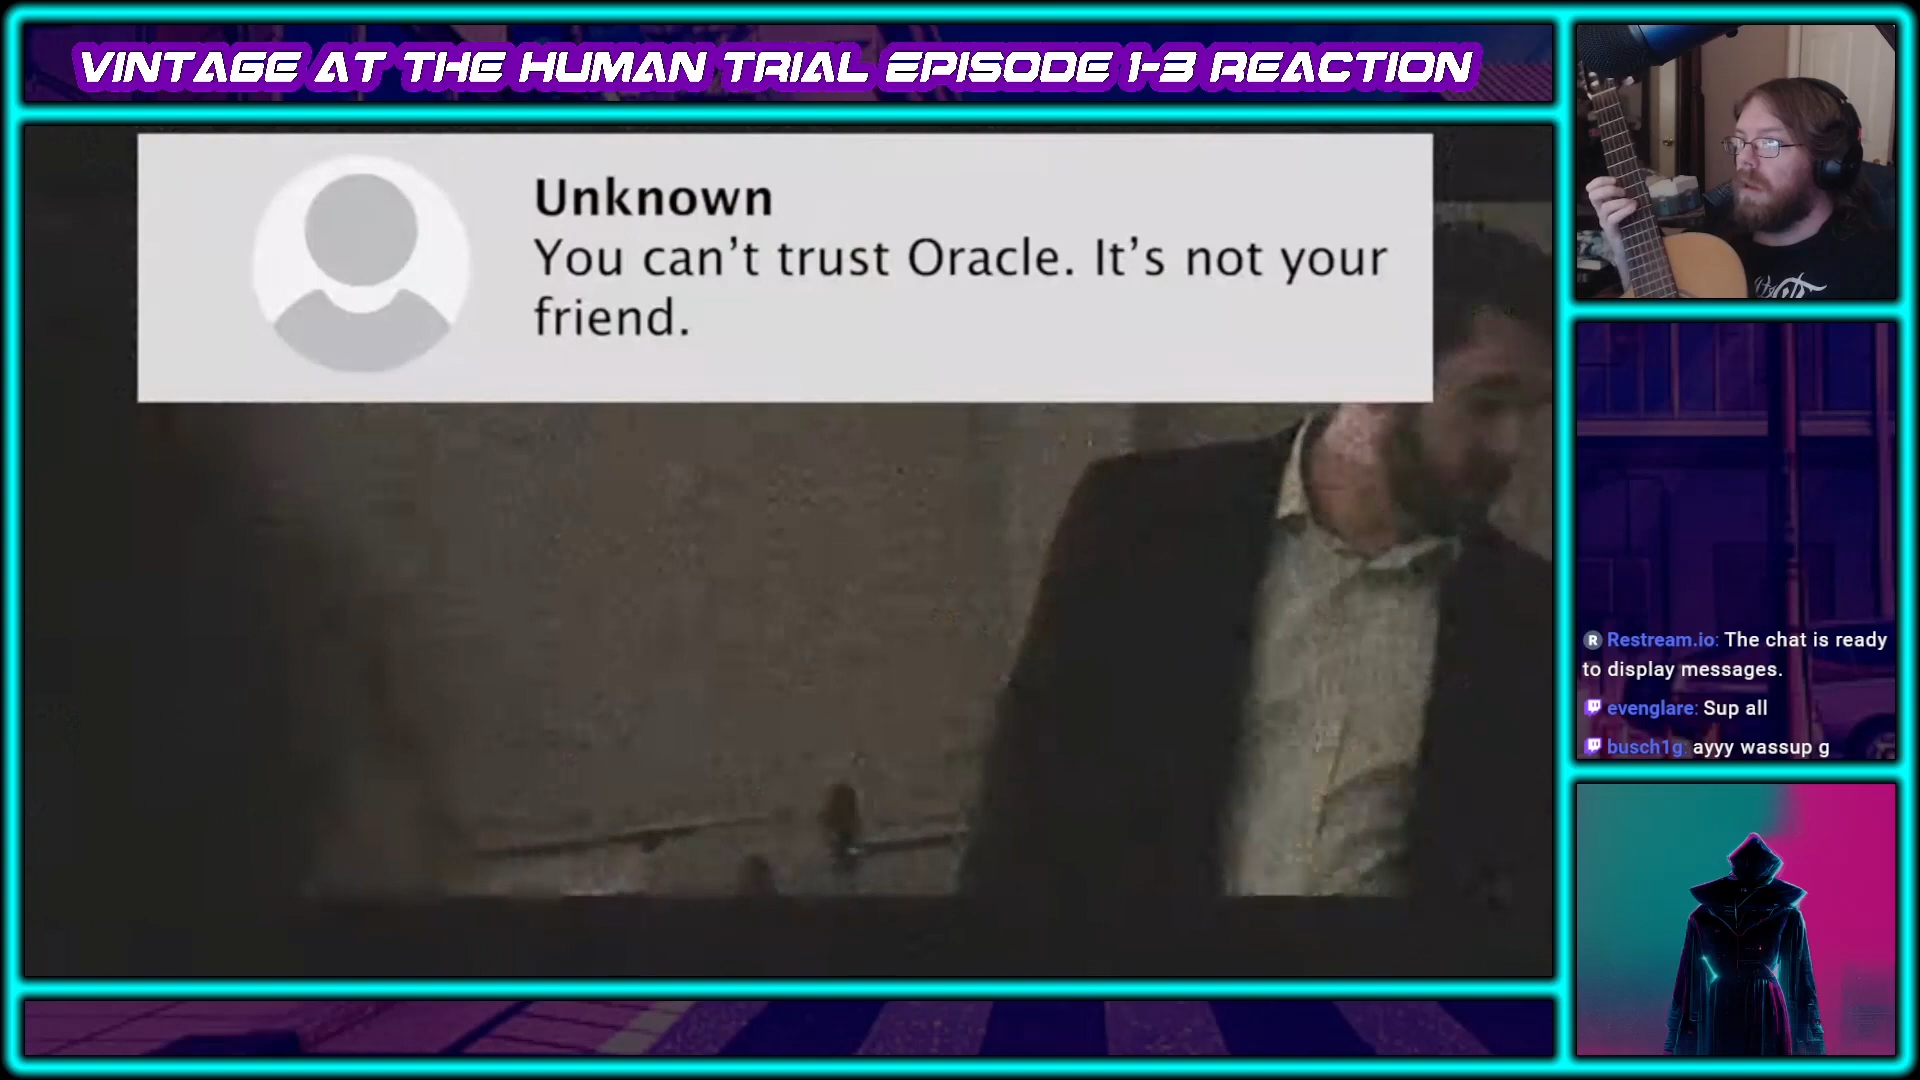 VINTAGE AT THE HUMAN TRIAL EPISODE 1-3 REACTION
Unknown
You can’t trust Oracle. It’s not your
friend.
Restream.io: The chat is ready
to display messages.
evenglare: Sup all
busch1g: ayyy wassup g